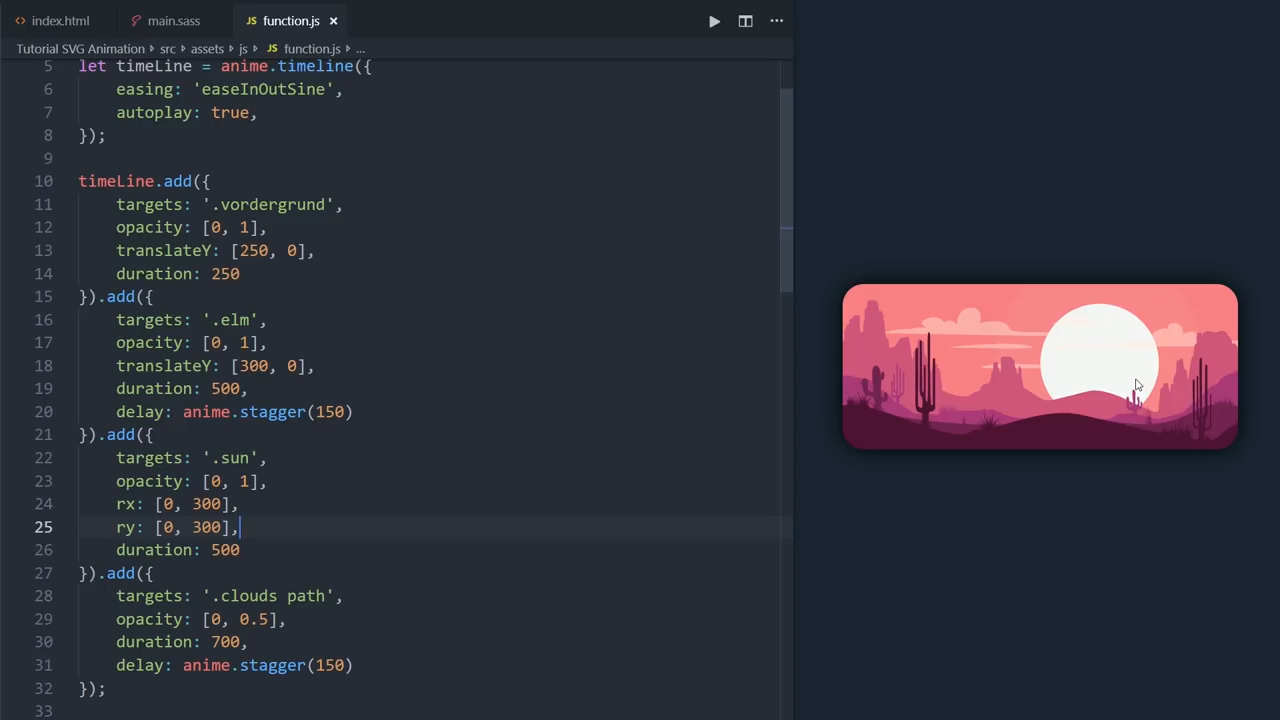 index.html
main.sass
JS function.js ×
Tutorial SVG Animation › src › assets › js › JS function.js › ...
5 let timeLine = anime.timeline({
6 easing: 'easeInOutSine',
7 autoplay: true,
8 });
9
10 timeLine.add({
11 targets: '.vordergrund',
12 opacity: [0, 1],
13 translateY: [250, 0],
14 duration: 250
15 }).add({
16 targets: '.elm',
17 opacity: [0, 1],
18 translateY: [300, 0],
19 duration: 500,
20 delay: anime.stagger(150)
21 }).add({
22 targets: '.sun',
23 opacity: [0, 1],
24 rx: [0, 300],
25 ry: [0, 300],
26 duration: 500
27 }).add({
28 targets: '.clouds path',
29 opacity: [0, 0.5],
30 duration: 700,
31 delay: anime.stagger(150)
32 });
33